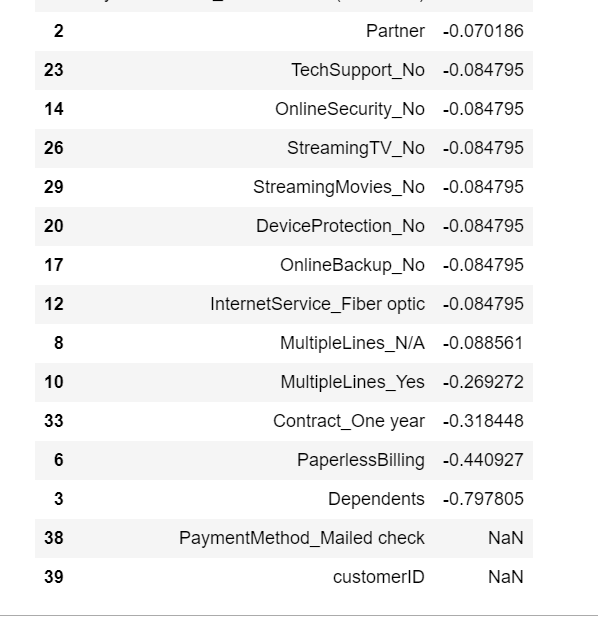 2 Partner -0.070186
23 TechSupport_No -0.084795
14 OnlineSecurity_No -0.084795
26 StreamingTV_No -0.084795
29 StreamingMovies_No -0.084795
20 DeviceProtection_No -0.084795
17 OnlineBackup_No -0.084795
12 InternetService_Fiber optic -0.084795
8 MultipleLines_N/A -0.088561
10 MultipleLines_Yes -0.269272
33 Contract_One year -0.318448
6 PaperlessBilling -0.440927
3 Dependents -0.797805
38 PaymentMethod_Mailed check NaN
39 customerID NaN